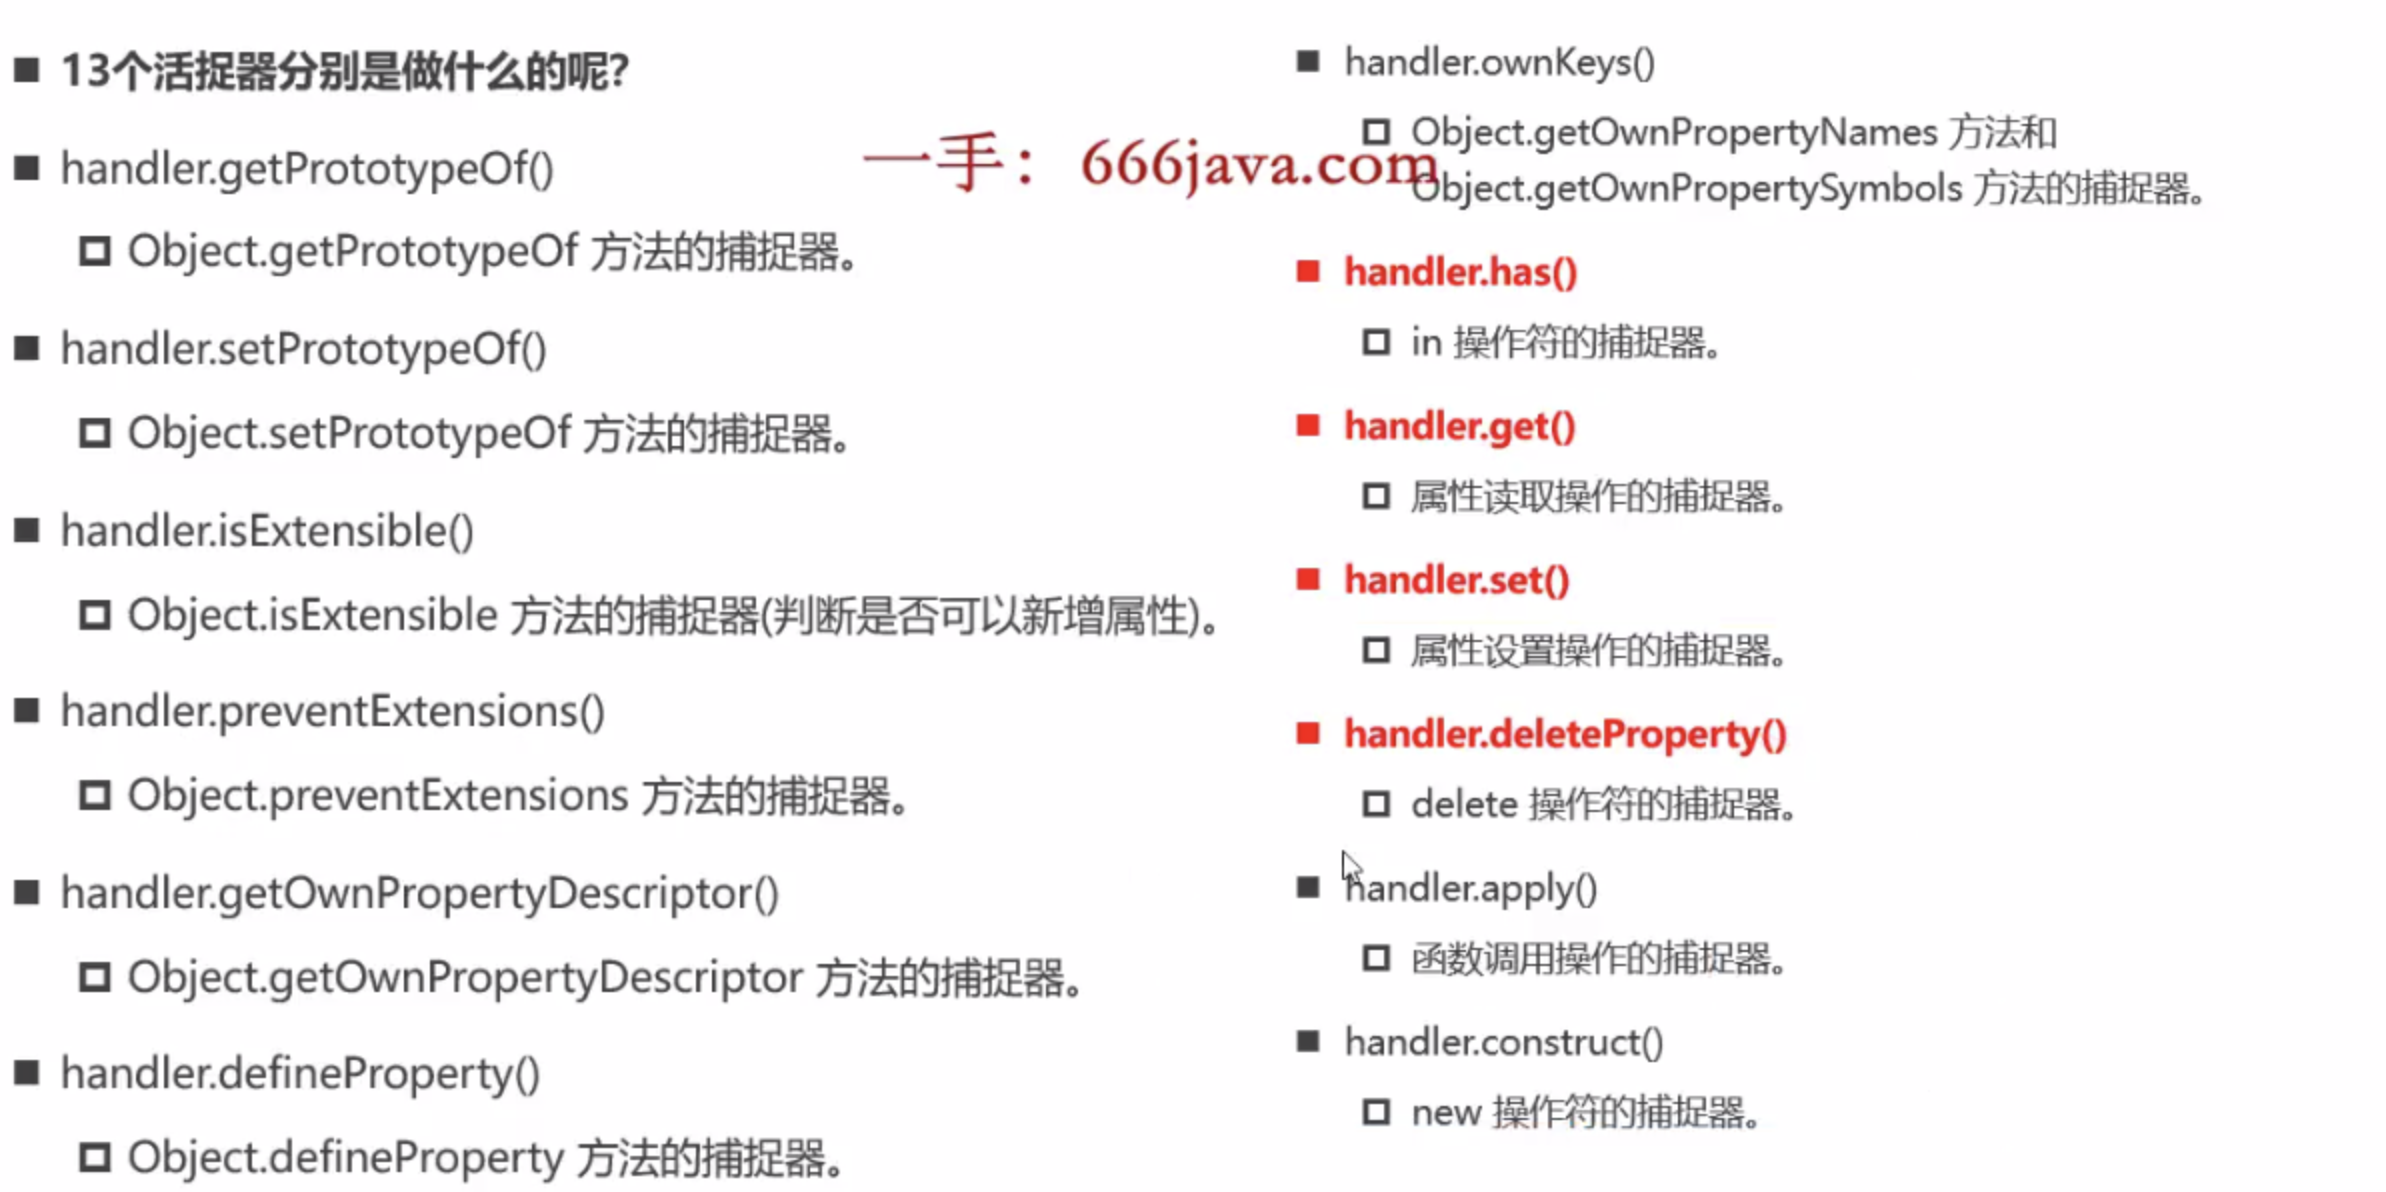 13个活捉器分别是做什么的呢?
handler.getPrototypeOf()
Object.getPrototypeOf 方法的捕捉器。
handler.setPrototypeOf()
Object.setPrototypeOf 方法的捕捉器。
handler.isExtensible()
Object.isExtensible 方法的捕捉器(判断是否可以新增属性)。
handler.preventExtensions()
Object.preventExtensions 方法的捕捉器。
handler.getOwnPropertyDescriptor()
Object.getOwnPropertyDescriptor 方法的捕捉器。
handler.defineProperty()
Object.defineProperty 方法的捕捉器。
一手：666java.com
handler.ownKeys()
Object.getOwnPropertyNames 方法和
Object.getOwnPropertySymbols 方法的捕捉器。
handler.has()
in 操作符的捕捉器。
handler.get()
属性读取操作的捕捉器。
handler.set()
属性设置操作的捕捉器。
handler.deleteProperty()
delete 操作符的捕捉器。
handler.apply()
函数调用操作的捕捉器。
handler.construct()
new 操作符的捕捉器。